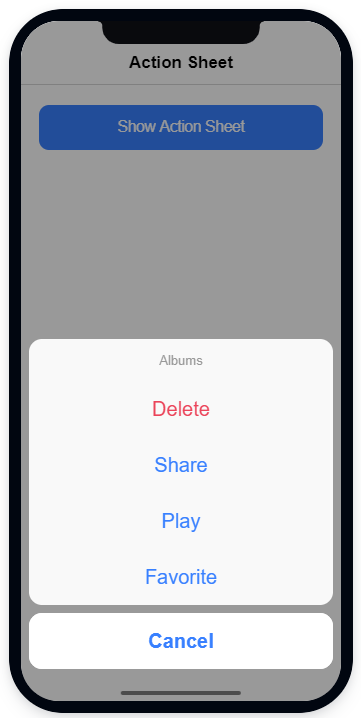 Action Sheet
Show Action Sheet
Albums
Delete
Share
Play
Favorite
Cancel